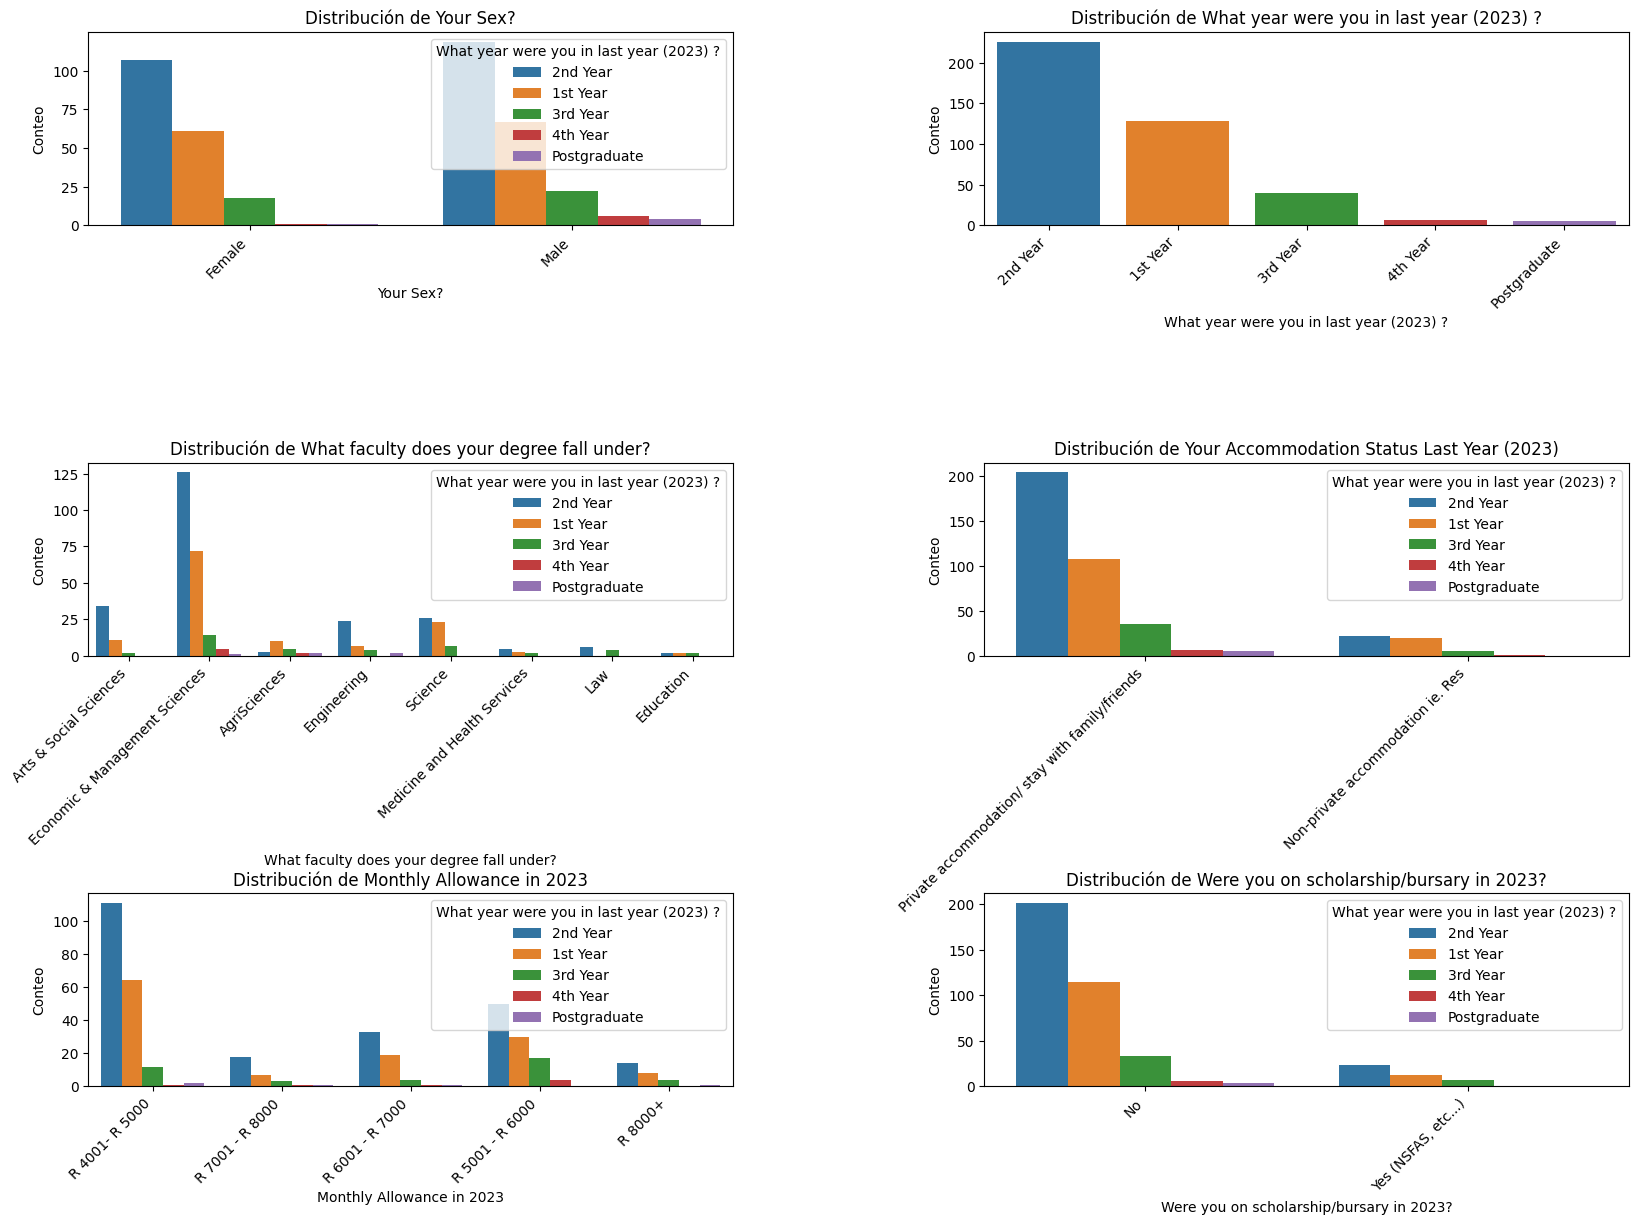 Distribución de Your Sex?
Conteo
100
75
50
25
0
What year were you in last year (2023) ?
2nd Year
1st Year
3rd Year
4th Year
Postgraduate
Female
Male
Your Sex?
Distribución de What year were you in last year (2023) ?
Conteo
200
150
100
50
0
2nd Year
1st Year
3rd Year
4th Year
Postgraduate
What year were you in last year (2023) ?
Distribución de What faculty does your degree fall under?
Conteo
125
100
75
50
25
0
What year were you in last year (2023) ?
2nd Year
1st Year
3rd Year
4th Year
Postgraduate
Arts & Social Sciences
Economic & Management Sciences
AgriSciences
Engineering
Science
Medicine and Health Services
Law
Education
What faculty does your degree fall under?
Distribución de Your Accommodation Status Last Year (2023)
Conteo
200
150
100
50
0
What year were you in last year (2023) ?
2nd Year
1st Year
3rd Year
4th Year
Postgraduate
Private accommodation/ stay with family/friends
Non-private accommodation ie. Res
Distribución de Monthly Allowance in 2023
Conteo
100
80
60
40
20
0
What year were you in last year (2023) ?
2nd Year
1st Year
3rd Year
4th Year
Postgraduate
R 4001- R 5000
R 7001 - R 8000
R 6001 - R 7000
R 5001 - R 6000
R 8000+
Monthly Allowance in 2023
Distribución de Were you on scholarship/bursary in 2023?
Conteo
200
150
100
50
0
What year were you in last year (2023) ?
2nd Year
1st Year
3rd Year
4th Year
Postgraduate
No
Yes (NSFAS, etc...)
Were you on scholarship/bursary in 2023?